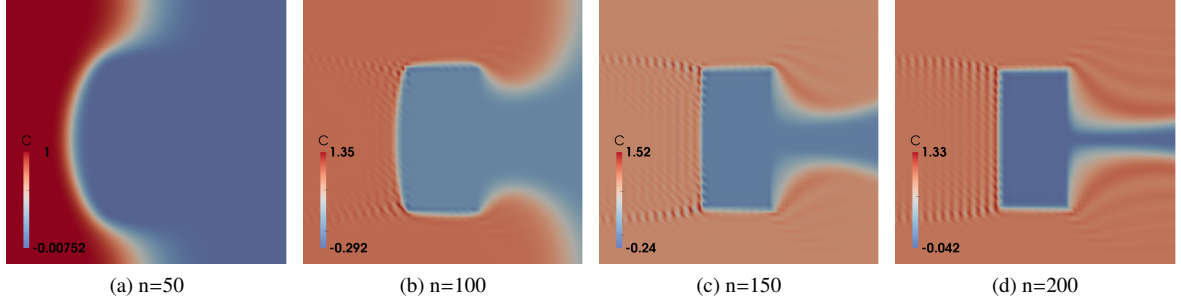 C
1
-0.00752
(a) n=50
C
1.35
-0.292
(b) n=100
C
1.52
-0.24
(c) n=150
C
1.33
-0.042
(d) n=200